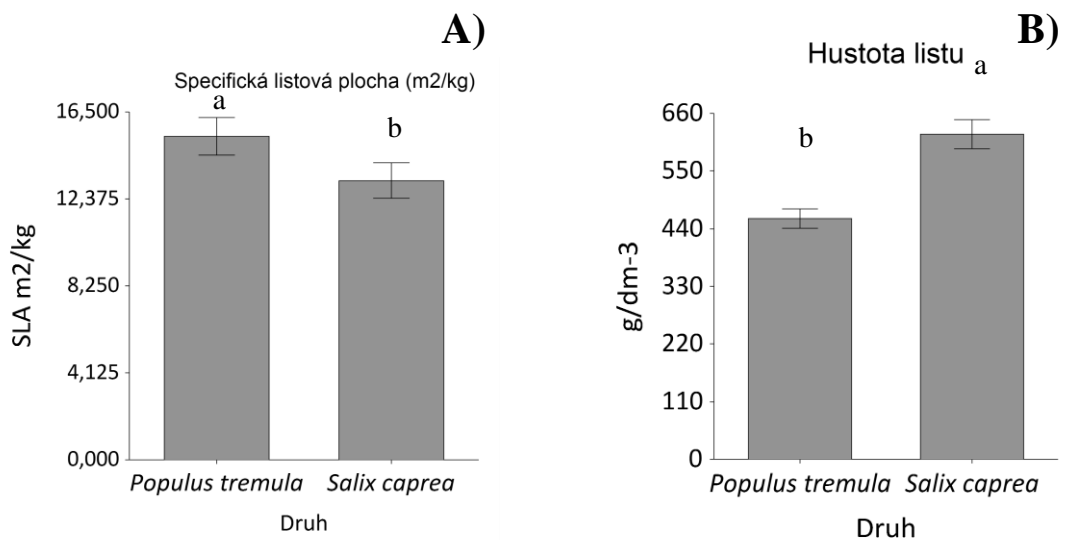 A)
Specifická listová plocha (m2/kg)
a
b
16,500
12,375
8,250
4,125
0,000
SLA m2/kg
Populus tremula Salix caprea
Druh
B)
Hustota listu
a
b
660
550
440
330
220
110
0
g/dm-3
Populus tremula Salix caprea
Druh